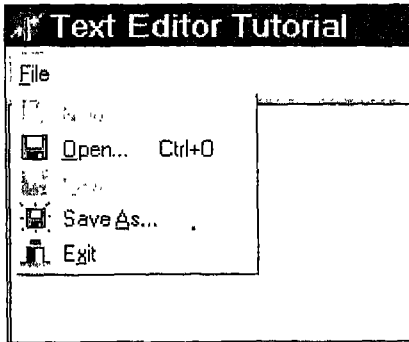 Text Editor Tutorial
File
Open... Ctrl+O
Save As...
Exit